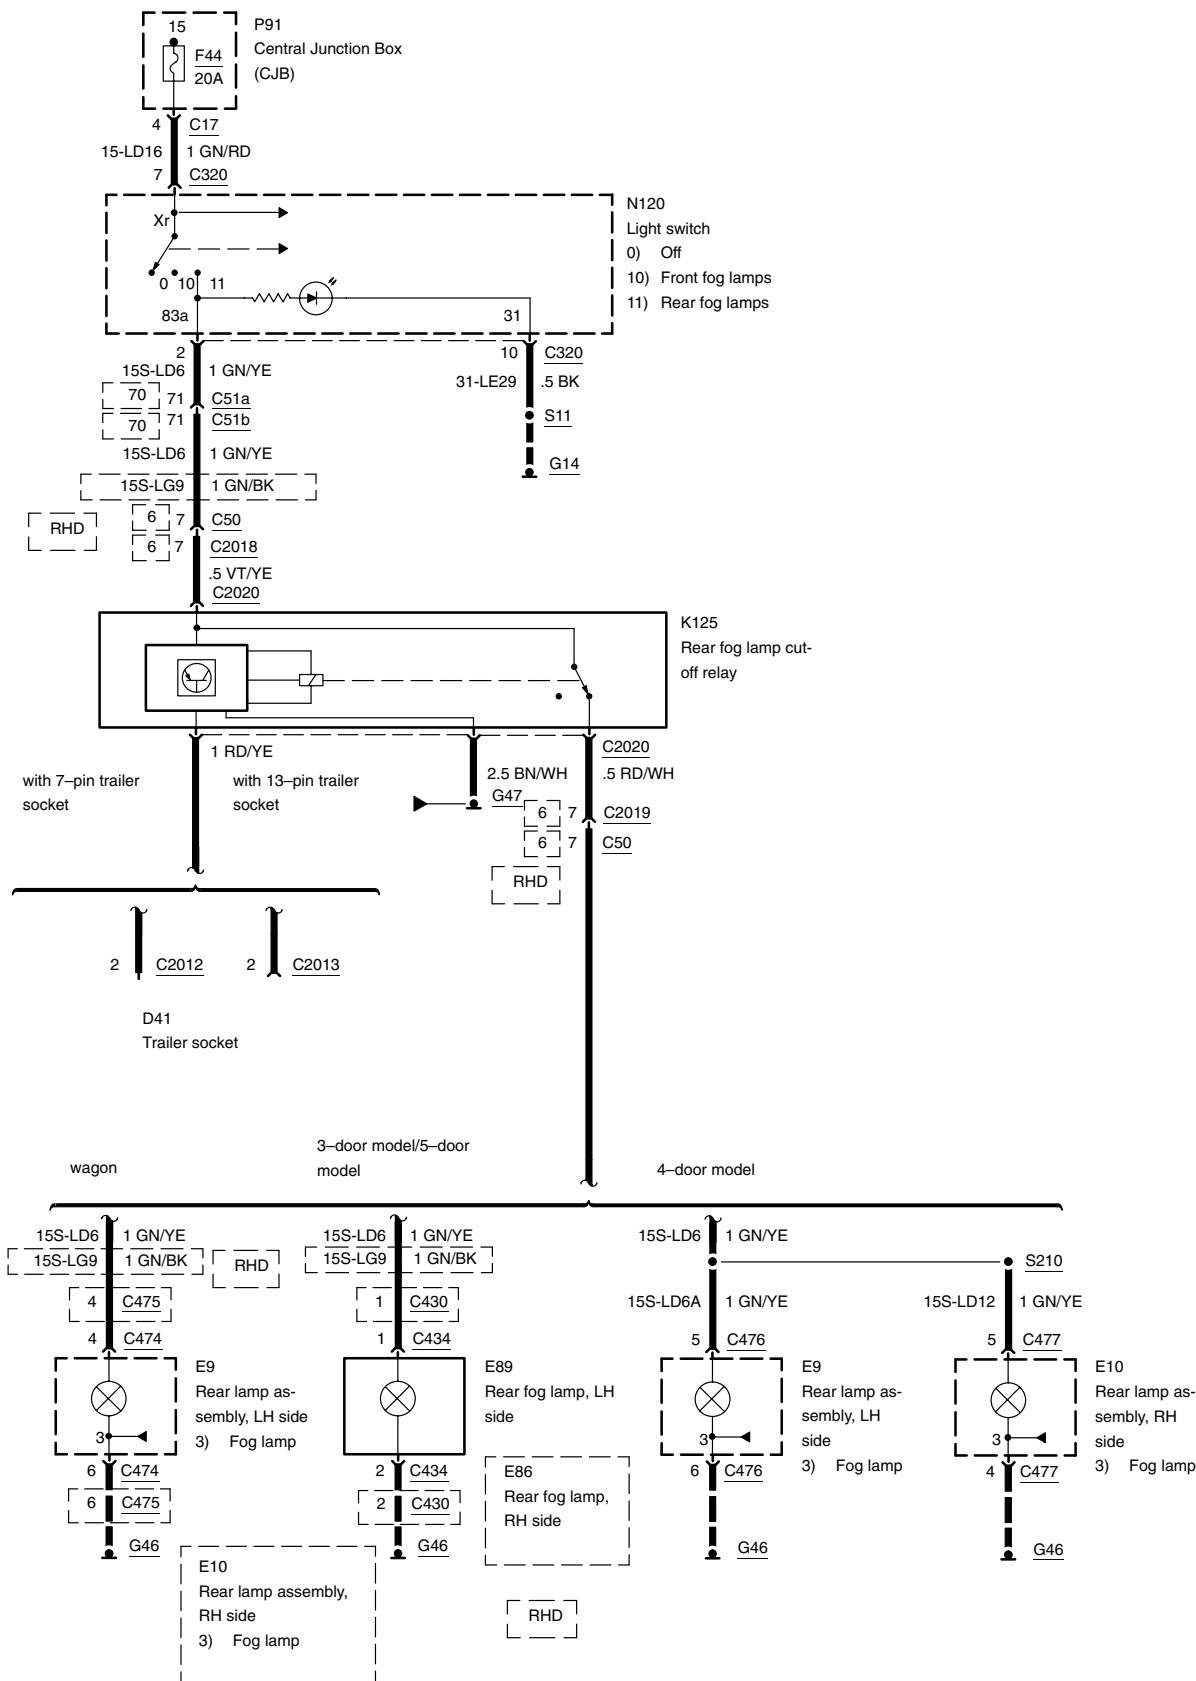 15
P91
Central Junction Box
(CJB)
F44
20A
4 C17
15-LD16 1 GN/RD
7 C320
N120
Light switch
0) Off
10) Front fog lamps
11) Rear fog lamps
Xr
0 10 11
83a 31
2 10 C320
15S-LD6 1 GN/YE
31-LE29 .5 BK
70 71 C51a
70 71 C51b
S11
15S-LD6 1 GN/YE
G14
15S-LG9 1 GN/BK
RHD
6 7 C50
6 7 C2018
.5 VT/YE
C2020
K125
Rear fog lamp cut-
off relay
1 RD/YE
C2020
with 7–pin trailer
socket
with 13–pin trailer
socket
2.5 BN/WH
.5 RD/WH
G47
6 7 C2019
6 7 C50
RHD
2 C2012
2 C2013
D41
Trailer socket
wagon
3–door model/5–door
model
4–door model
15S-LD6 1 GN/YE
15S-LG9 1 GN/BK
RHD
15S-LD6 1 GN/YE
15S-LG9 1 GN/BK
15S-LD6 1 GN/YE
S210
4 C475
1 C430
15S-LD6A 1 GN/YE
15S-LD12 1 GN/YE
4 C474
1 C434
5 C476
5 C477
E9
Rear lamp as-
sembly, LH side
3) Fog lamp
3
E89
Rear fog lamp, LH
side
E9
Rear lamp as-
sembly, LH
side
3) Fog lamp
3
E10
Rear lamp as-
sembly, RH
side
3) Fog lamp
3
6 C474
6 C475
G46
2 C434
2 C430
G46
E86
Rear fog lamp,
RH side
6 C476
G46
4 C477
G46
E10
Rear lamp assembly,
RH side
3) Fog lamp
RHD